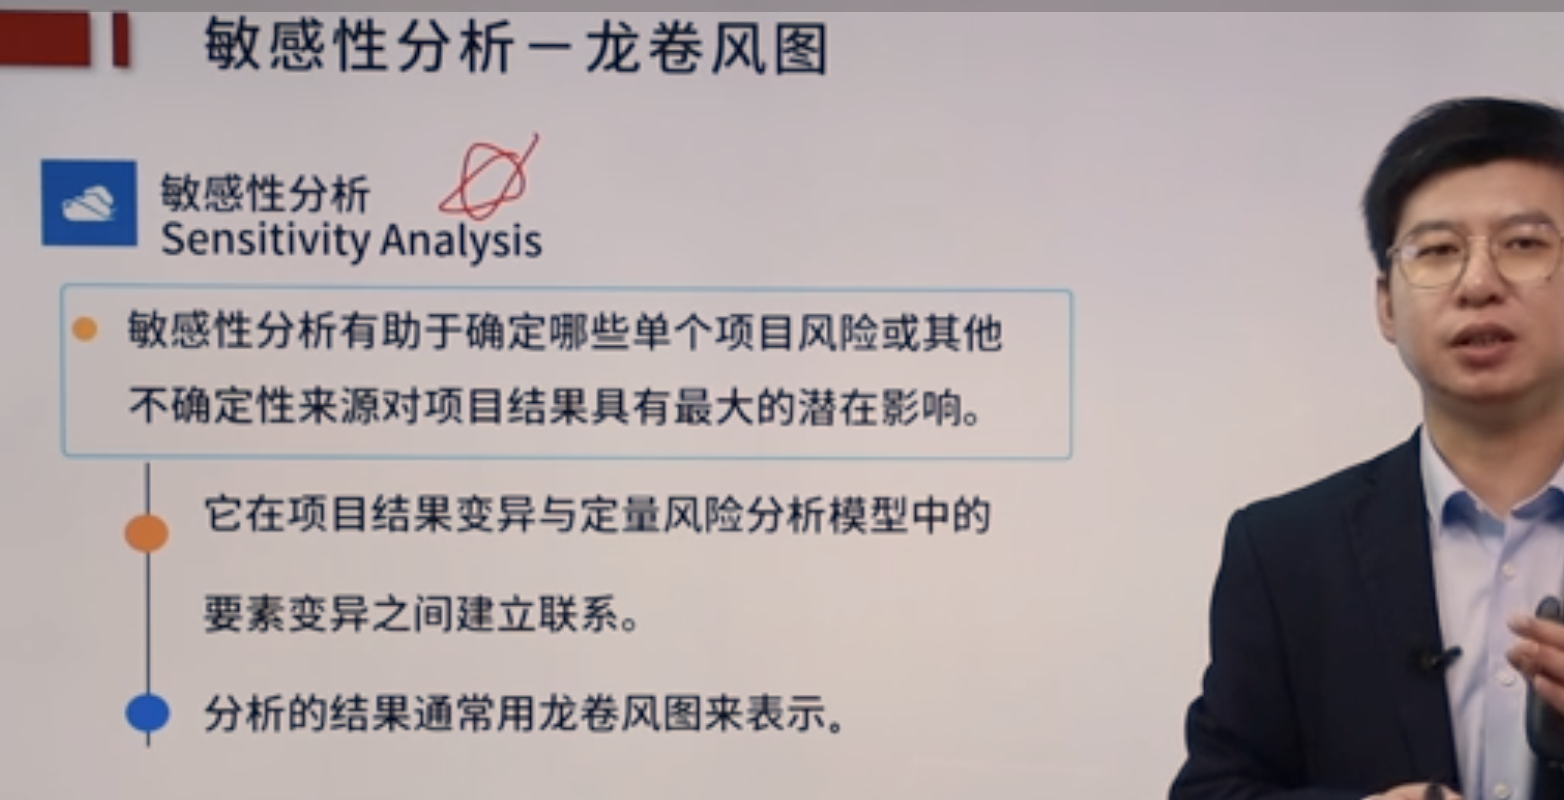 敏感性分析－龙卷风图
敏感性分析
Sensitivity Analysis
敏感性分析有助于确定哪些单个项目风险或其他
不确定性来源对项目结果具有最大的潜在影响。
它在项目结果变异与定量风险分析模型中的
要素变异之间建立联系。
分析的结果通常用龙卷风图来表示。